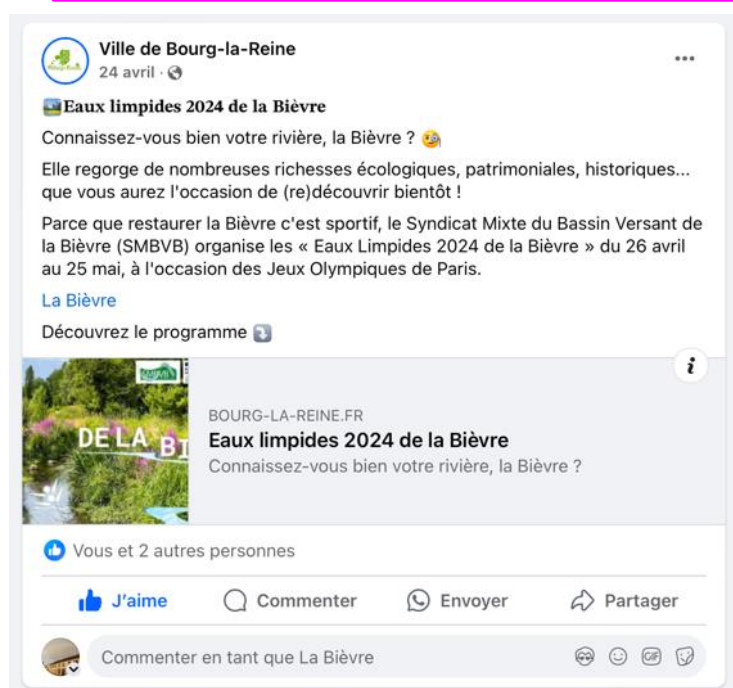 Ville de Bourg-la-Reine
24 avril ·
Eaux limpides 2024 de la Bièvre
Connaissez-vous bien votre rivière, la Bièvre ? 🧐
Elle regorge de nombreuses richesses écologiques, patrimoniales, historiques...
que vous aurez l'occasion de (re)découvrir bientôt !
Parce que restaurer la Bièvre c'est sportif, le Syndicat Mixte du Bassin Versant de
la Bièvre (SMBVB) organise les « Eaux Limpides 2024 de la Bièvre » du 26 avril
au 25 mai, à l'occasion des Jeux Olympiques de Paris.
La Bièvre
Découvrez le programme ⤵️
i
DE LA BI
BOURG-LA-REINE.FR
Eaux limpides 2024 de la Bièvre
Connaissez-vous bien votre rivière, la Bièvre ?
Vous et 2 autres personnes
J'aime Commenter Envoyer Partager
Commenter en tant que La Bièvre
GIF